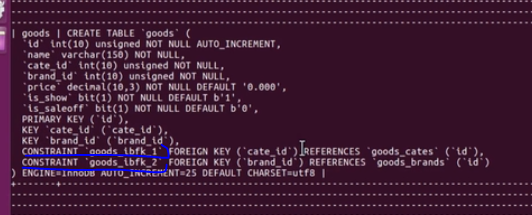 | goods | CREATE TABLE `goods` (
`id` int(10) unsigned NOT NULL AUTO_INCREMENT,
`name` varchar(150) NOT NULL,
`cate_id` int(10) unsigned NOT NULL,
`brand_id` int(10) unsigned NOT NULL,
`price` decimal(10,3) NOT NULL DEFAULT '0.000',
`is_show` bit(1) NOT NULL DEFAULT b'1',
`is_saleoff` bit(1) NOT NULL DEFAULT b'0',
PRIMARY KEY (`id`),
KEY `cate_id` (`cate_id`),
KEY `brand_id` (`brand_id`),
CONSTRAINT `goods_ibfk_1` FOREIGN KEY (`cate_id`) REFERENCES `goods_cates` (`id`),
CONSTRAINT `goods_ibfk_2` FOREIGN KEY (`brand_id`) REFERENCES `goods_brands` (`id`)
) ENGINE=InnoDB AUTO_INCREMENT=25 DEFAULT CHARSET=utf8 |